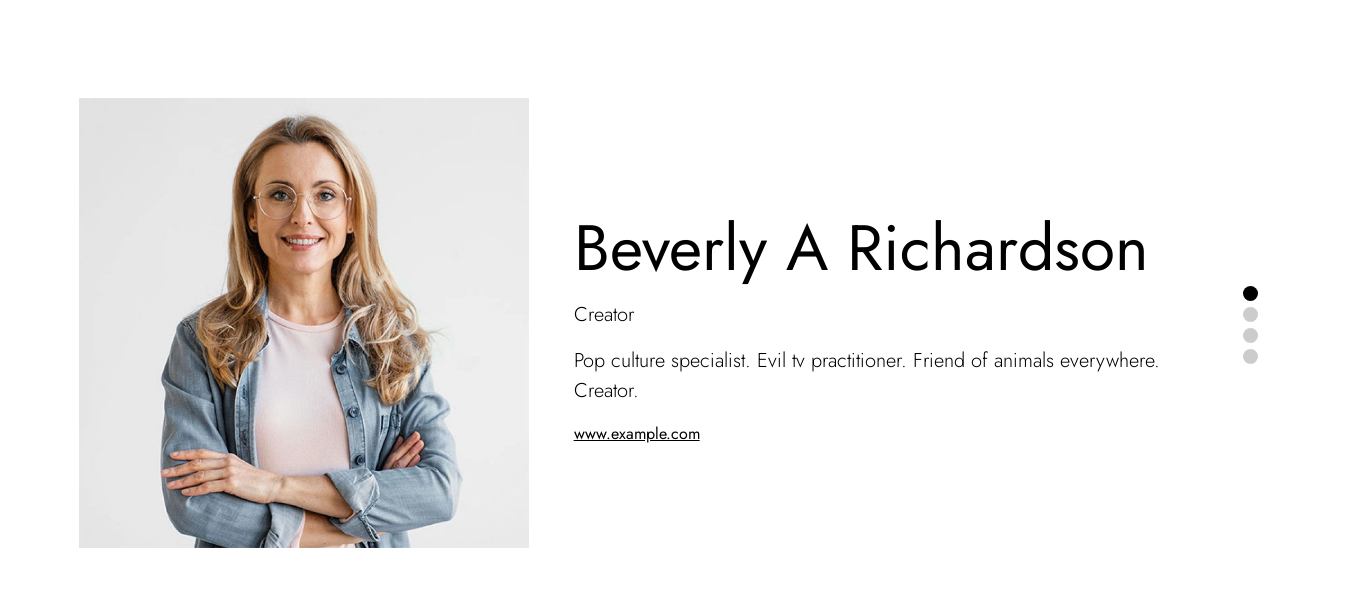 Beverly A Richardson
Creator
Pop culture specialist. Evil tv practitioner. Friend of animals everywhere.
Creator.
www.example.com